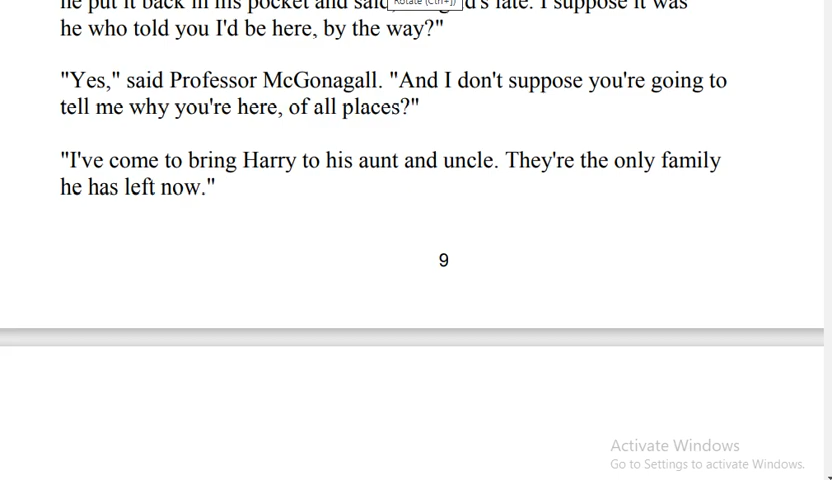 he put it back in his pocket and said, d's late. I suppose it was
Rotate (Ctrl+])
he who told you I'd be here, by the way?"
"Yes," said Professor McGonagall. "And I don't suppose you're going to
tell me why you're here, of all places?"
"I've come to bring Harry to his aunt and uncle. They're the only family
he has left now."
9
Activate Windows
Go to Settings to activate Windows.